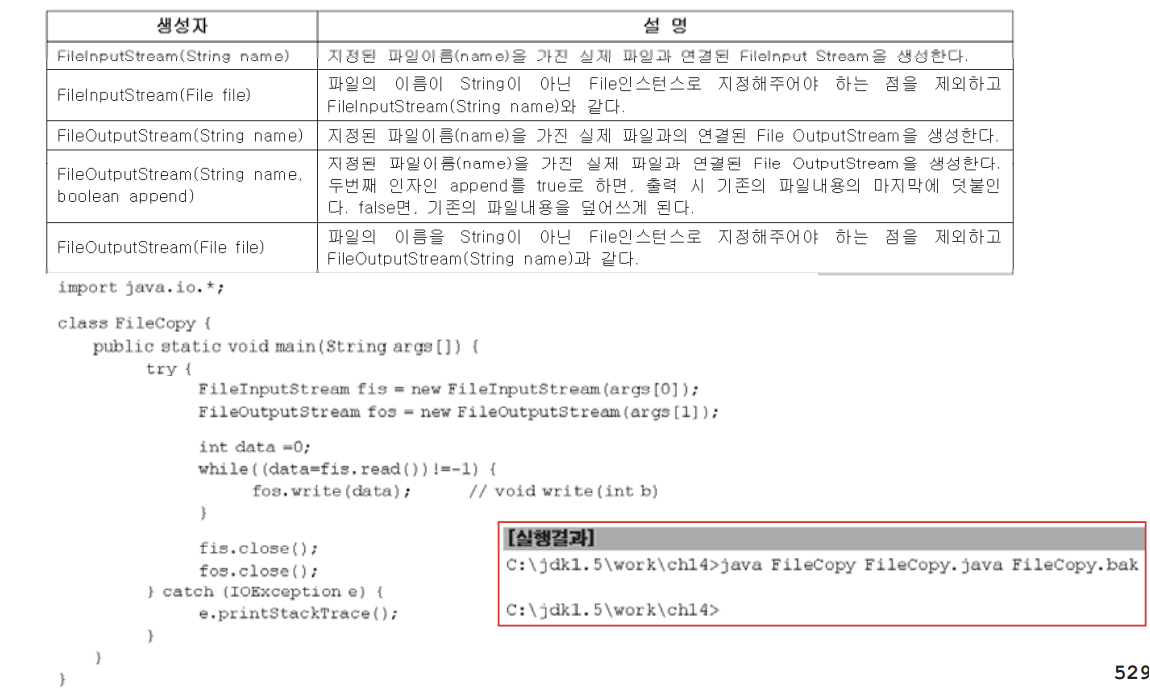 생성자 설 명
FileInputStream(String name) 지정된 파일이름(name)을 가진 실제 파일과 연결된 FileInput Stream을 생성한다.
FileInputStream(File file) 파일의 이름이 String이 아닌 File인스턴스로 지정해주어야 하는 점을 제외하고
FileInputStream(String name)와 같다.
FileOutputStream(String name) 지정된 파일이름(name)을 가진 실제 파일과의 연결된 File OutputStream을 생성한다.
FileOutputStream(String name,
boolean append)
지정된 파일이름(name)을 가진 실제 파일과 연결된 File OutputStream을 생성한다.
두번째 인자인 append를 true로 하면, 출력 시 기존의 파일내용의 마지막에 덧붙인
다. false면, 기존의 파일내용을 덮어쓰게 된다.
FileOutputStream(File file) 파일의 이름을 String이 아닌 File인스턴스로 지정해주어야 하는 점을 제외하고
FileOutputStream(String name)과 같다.
import java.io.*;
class FileCopy {
public static void main(String args[]) {
try {
FileInputStream fis = new FileInputStream(args[0]);
FileOutputStream fos = new FileOutputStream(args[1]);
int data =0;
while((data=fis.read())!=-1) {
fos.write(data); // void write(int b)
}
fis.close();
fos.close();
} catch (IOException e) {
e.printStackTrace();
}
}
}
[실행결과]
C:\jdk1.5\work\ch14>java FileCopy FileCopy.java FileCopy.bak
C:\jdk1.5\work\ch14>
529